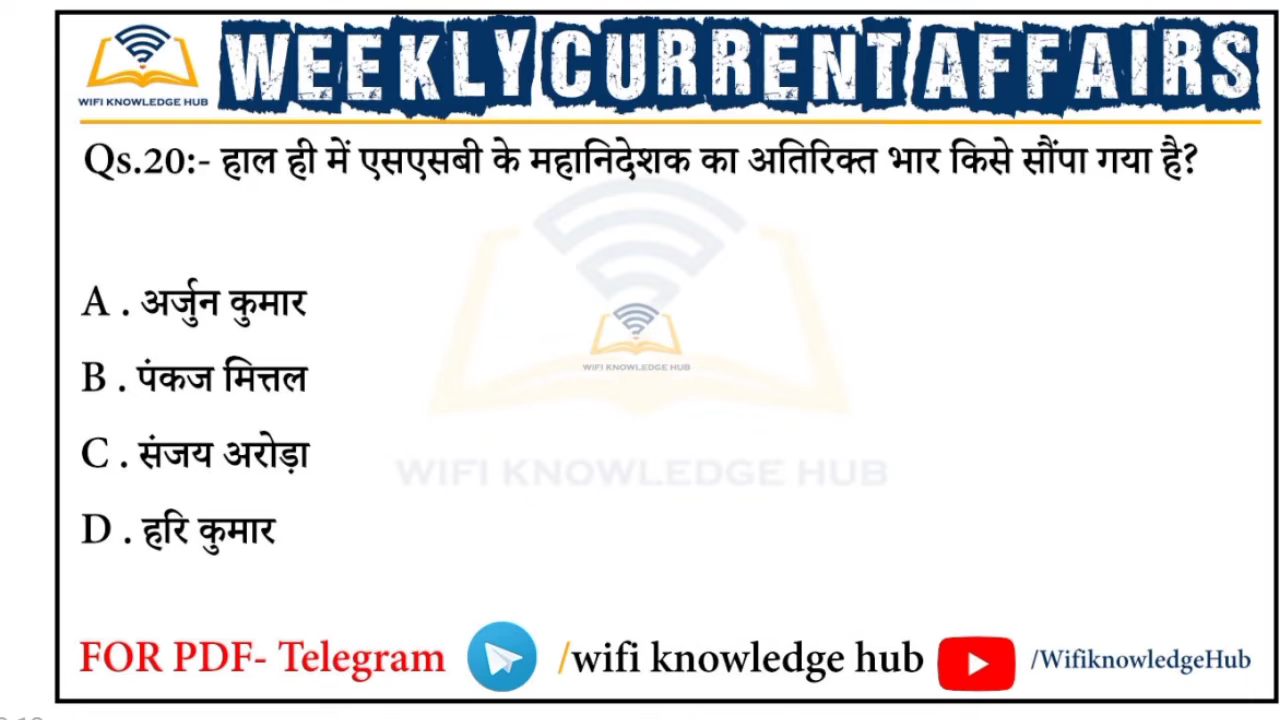 WIFI KNOWLEDGE HUB
WEEKLY CURRENT AFFAIRS
Qs.20:- हाल ही में एसएसबी के महानिदेशक का अतिरिक्त भार किसे सौंपा गया है?
A . अर्जुन कुमार
B . पंकज मित्तल
WIFI KNOWLEDGE HUB
C . संजय अरोड़ा
WIFI KNOWLEDGE HUB
D . हरि कुमार
FOR PDF- Telegram /wifi knowledge hub /WifiknowledgeHub